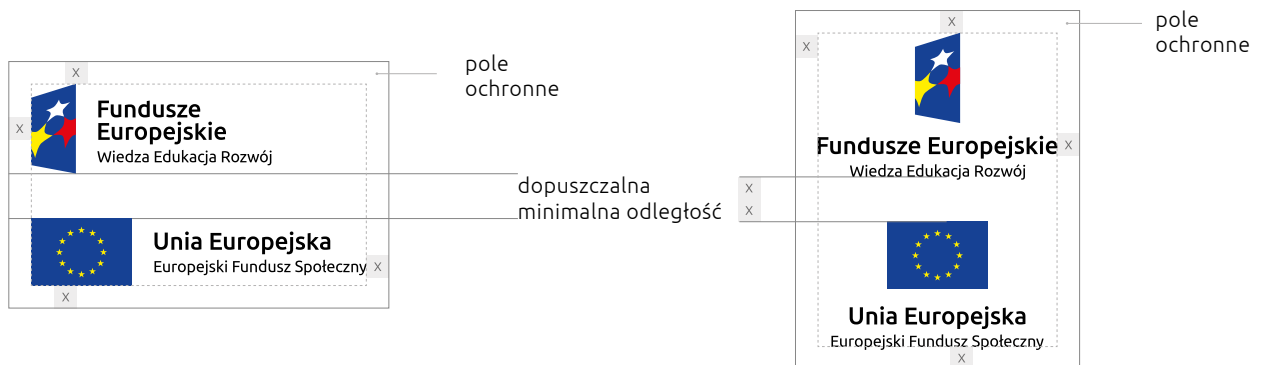 X
pole
ochronne
X
Fundusze
Europejskie
Wiedza Edukacja Rozwój
Unia Europejska
Europejski Fundusz Społeczny
X
X
dopuszczalna
minimalna odległość
X
X
X
pole
ochronne
X
Fundusze Europejskie
X
Wiedza Edukacja Rozwój
Unia Europejska
Europejski Fundusz Społeczny
X